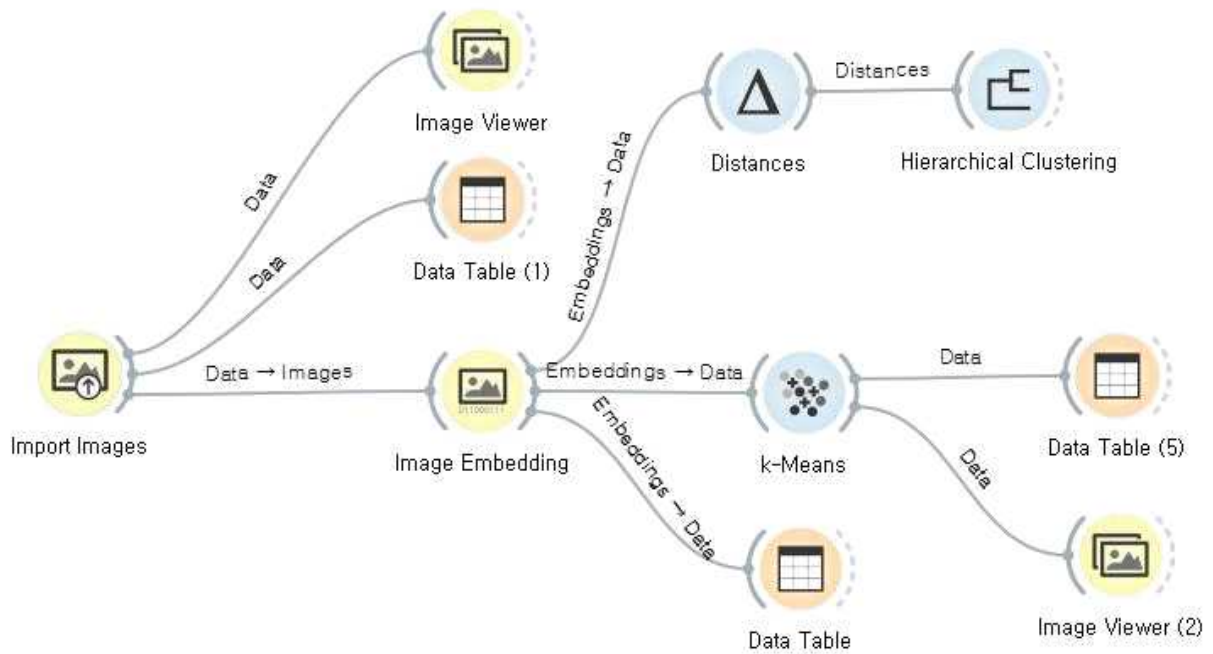 Image Viewer
Data
Data Table (1)
Data
Import Images
Data → Images
Image Embedding
Embeddings → Data
Distances
Distances
Hierarchical Clustering
Embeddings → Data
k-Means
Data
Data Table (5)
Data
Image Viewer (2)
Embeddings → Data
Data Table